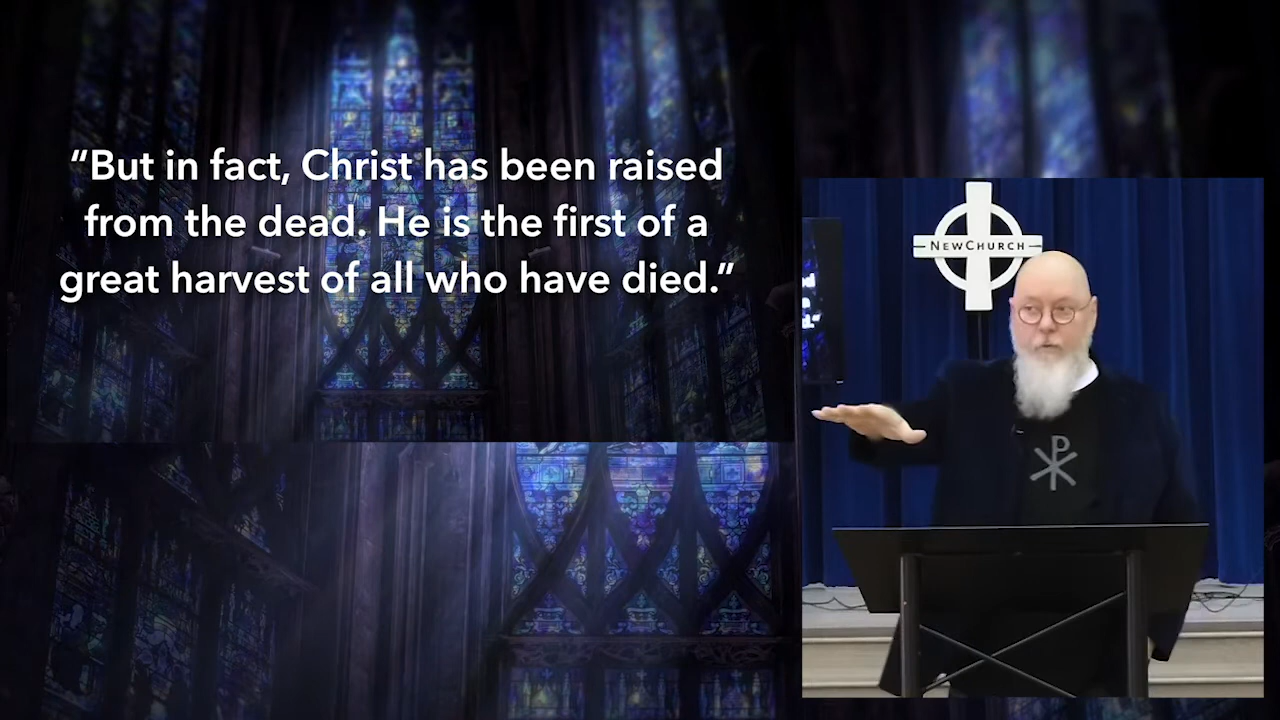 “But in fact, Christ has been raised
from the dead. He is the first of a
great harvest of all who have died.”
NEWCHURCH